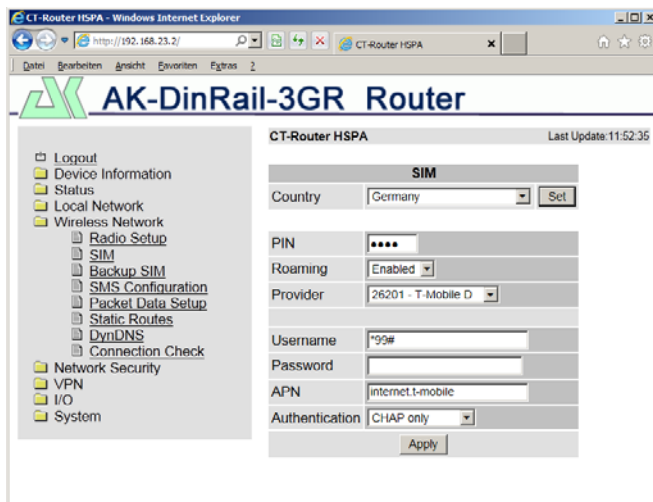 CT-Router HSPA - Windows Internet Explorer
http://192.168.23.2/
CT-Router HSPA
Datei Bearbeiten Ansicht Favoriten Extras ?
AK-DinRail-3GR Router
CT-Router HSPA Last Update:11:52:35
Logout
Device Information
Status
Local Network
Wireless Network
Radio Setup
SIM
Backup SIM
SMS Configuration
Packet Data Setup
Static Routes
DynDNS
Connection Check
Network Security
VPN
I/O
System
SIM
Country Germany Set
PIN ••••
Roaming Enabled
Provider 26201 - T-Mobile D
Username *99#
Password
APN internet.t-mobile
Authentication CHAP only
Apply